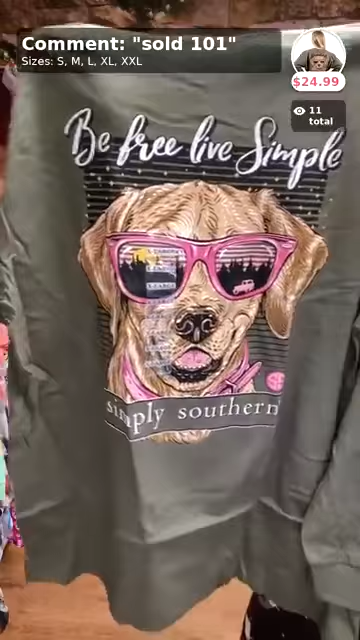 Comment: "sold 101"
Sizes: S, M, L, XL, XXL
$24.99
11
total
Be free live Simple
simply southern